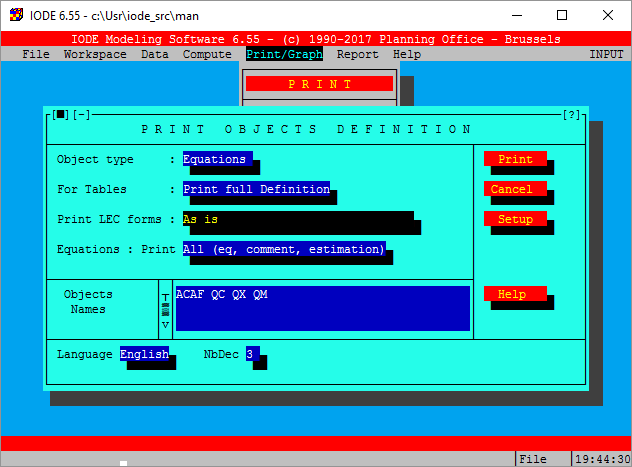 IODE 6.55 - c:\Usr\iode_src\man
IODE Modeling Software 6.55 - (c) 1990-2017 Planning Office - Brussels
File Workspace Data Compute Print/Graph Report Help INPUT
P R I N T
[■][-] [?]
P R I N T O B J E C T S D E F I N I T I O N
Object type : Equations Print
For Tables : Print full Definition Cancel
Print LEC forms : As is Setup
Equations : Print All (eq, comment, estimation)
Objects ACAF QC QX QM Help
Names
Language English NbDec 3
File 19:44:30